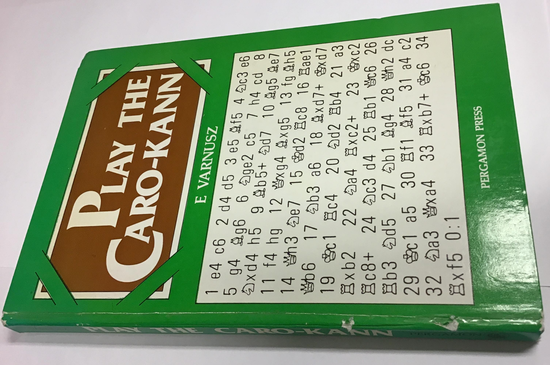 PLAY THE
CARO-KANN
E VARNUSZ
1 e4 c6 2 d4 d5 3 e5 ♗f5 4 ♘c3 e6
5 g4 ♗g6 6 ♘ge2 c5 7 h4 cd 8
♘xd4 h5 9 ♗b5+ ♘d7 10 ♗g5 ♗e7
11 f4 hg 12 ♕xg4 ♗xg5 13 fg ♗h5
14 ♕h3 ♘e7 15 ♔d2 ♖c8 16 ♖ae1
♕b6 17 ♘b3 a6 18 ♗xd7+ ♔xd7
19 ♔c1 ♖c4 20 ♘d2 ♖b4 21 a3
♖xb2 22 ♘a4 ♖xc2+ 23 ♔xc2
♖c8+ 24 ♘c3 d4 25 ♖b1 ♕c6 26
♖b3 ♘d5 27 ♘b1 ♗g4 28 ♕h2 dc
29 ♔c1 a5 30 ♖f1 ♗f5 31 a4 c2
32 ♘a3 ♕xa4 33 ♖xb7+ ♔c6 34
♖xf5 0:1
PERGAMON PRESS
PLAY THE CARO-KANN